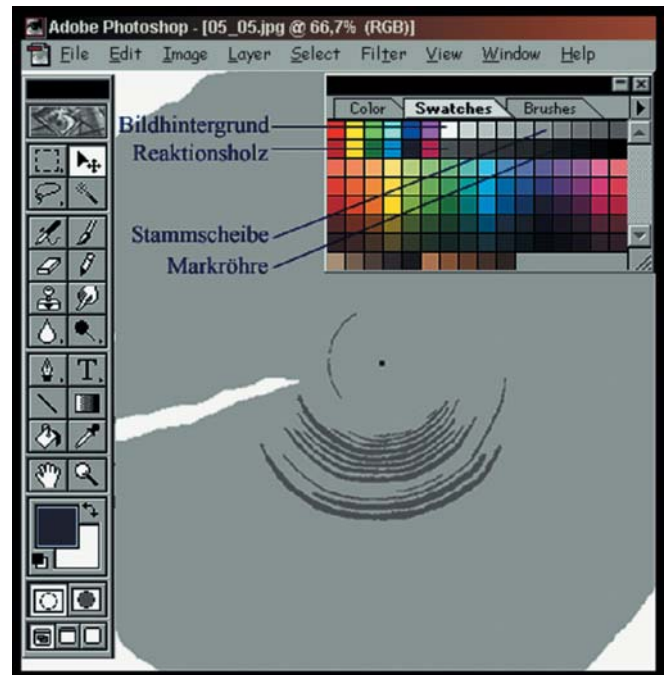 Adobe Photoshop - [05_05.jpg @ 66,7% (RGB)]
File Edit Image Layer Select Filter View Window Help
Color Swatches Brushes
Bildhintergrund
Reaktionsholz
Stammscheibe
Markröhre
T